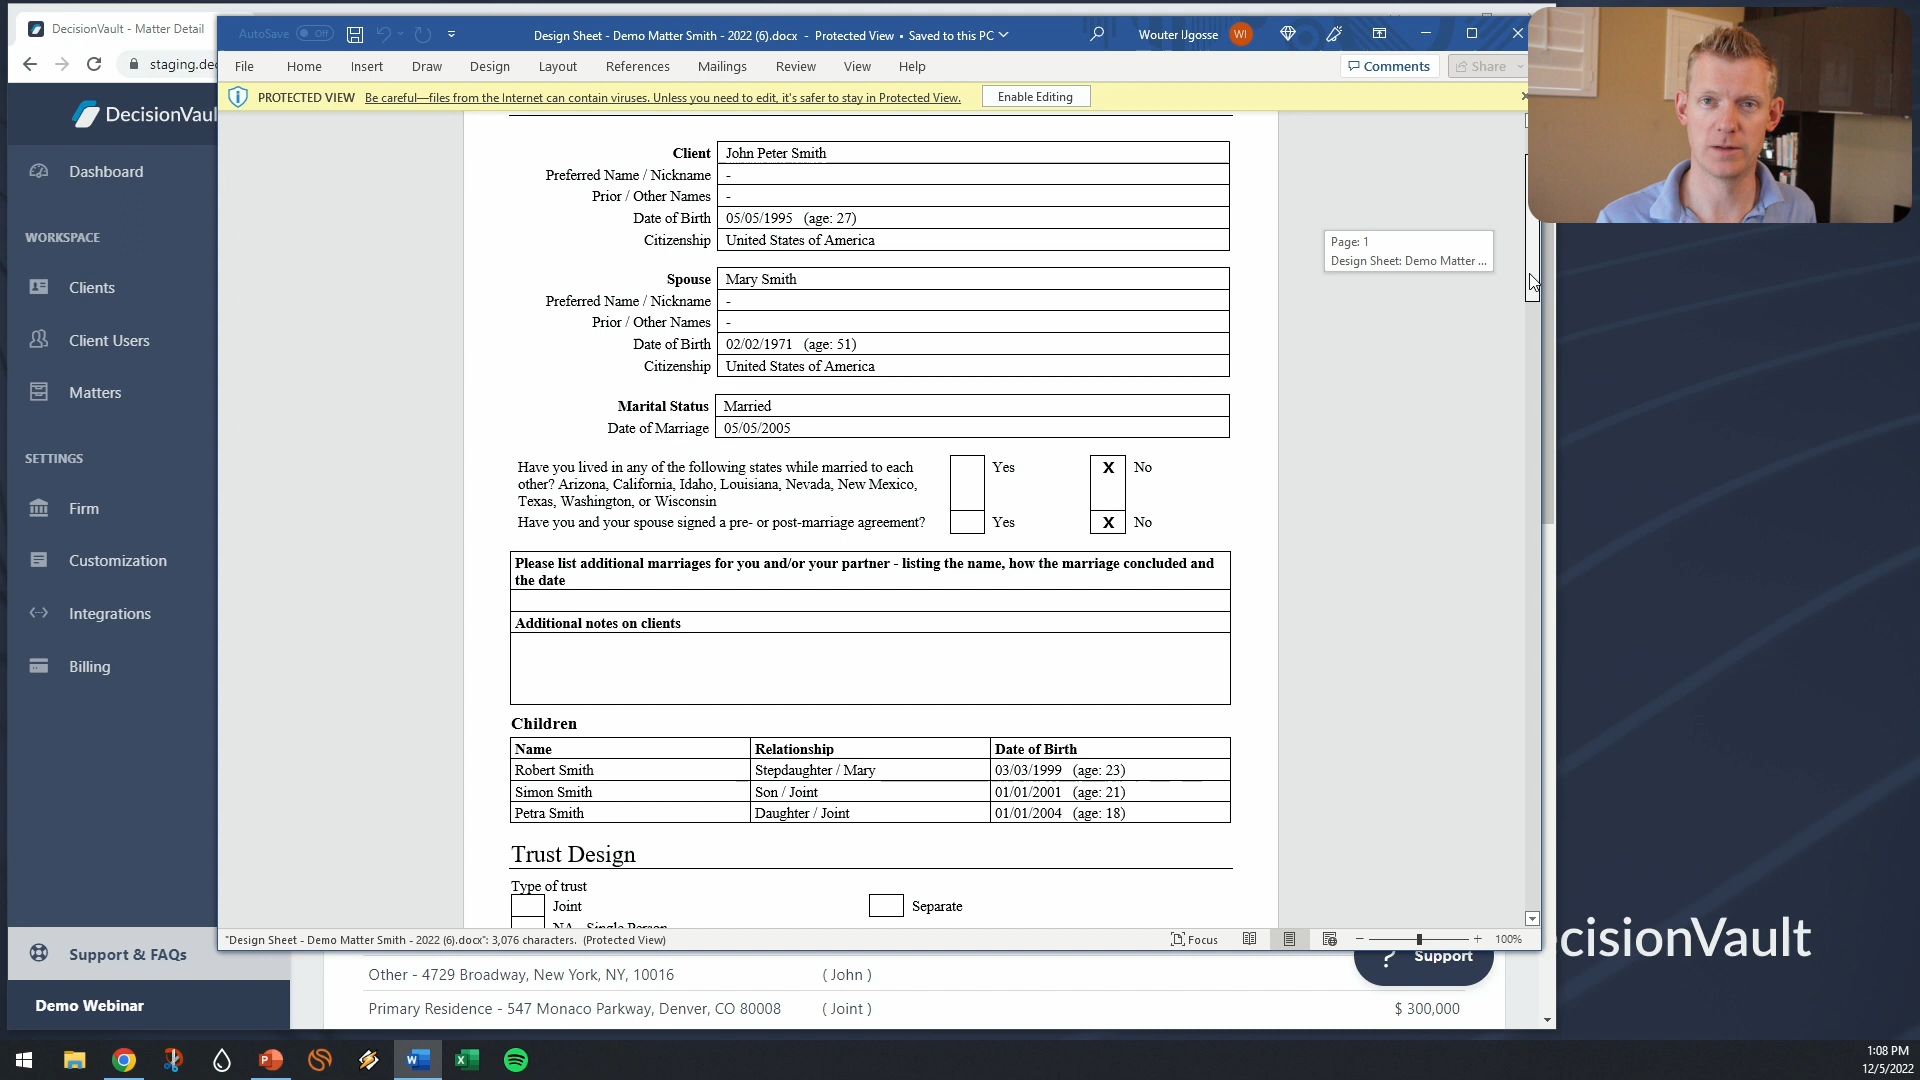 DecisionVault - Matter Detail
staging.dec
DecisionVaul
Dashboard
WORKSPACE
Clients
Client Users
Matters
SETTINGS
Firm
Customization
Integrations
Billing
Support & FAQs
Demo Webinar
AutoSave Off
Design Sheet - Demo Matter Smith - 2022 (6).docx - Protected View • Saved to this PC
Wouter IJgosse WI
File Home Insert Draw Design Layout References Mailings Review View Help
Comments Share
PROTECTED VIEW Be careful—files from the Internet can contain viruses. Unless you need to edit, it's safer to stay in Protected View. Enable Editing
Client John Peter Smith
Preferred Name / Nickname -
Prior / Other Names -
Date of Birth 05/05/1995 (age: 27)
Citizenship United States of America
Spouse Mary Smith
Preferred Name / Nickname -
Prior / Other Names -
Date of Birth 02/02/1971 (age: 51)
Citizenship United States of America
Marital Status Married
Date of Marriage 05/05/2005
Have you lived in any of the following states while married to each
other? Arizona, California, Idaho, Louisiana, Nevada, New Mexico,
Texas, Washington, or Wisconsin
Yes X No
Have you and your spouse signed a pre- or post-marriage agreement? Yes X No
Please list additional marriages for you and/or your partner - listing the name, how the marriage concluded and
the date
Additional notes on clients
Children
Name Relationship Date of Birth
Robert Smith Stepdaughter / Mary 03/03/1999 (age: 23)
Simon Smith Son / Joint 01/01/2001 (age: 21)
Petra Smith Daughter / Joint 01/01/2004 (age: 18)
Trust Design
Type of trust
Joint Separate
NA - Single Person
Page: 1
Design Sheet: Demo Matter ...
"Design Sheet - Demo Matter Smith - 2022 (6).docx": 3,076 characters. (Protected View)
Focus
100%
Other - 4729 Broadway, New York, NY, 10016 ( John )
Primary Residence - 547 Monaco Parkway, Denver, CO 80008 ( Joint ) $ 300,000
? Support
cisionVault
1:08 PM
12/5/2022